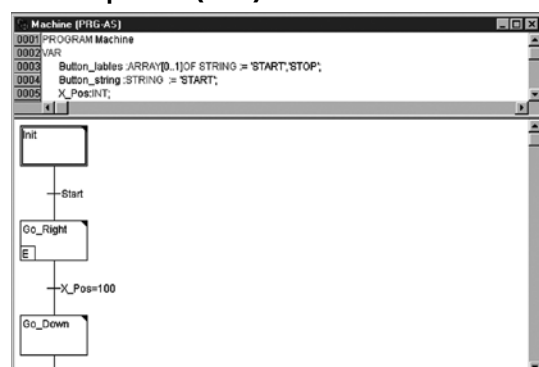 Machine (PRG-AS)
0001 PROGRAM Machine
0002 VAR
0003 Button_lables :ARRAY[0..1]OF STRING := 'START','STOP';
0004 Button_string :STRING := 'START';
0005 X_Pos:INT;
Init
Start
Go_Right
E
X_Pos=100
Go_Down